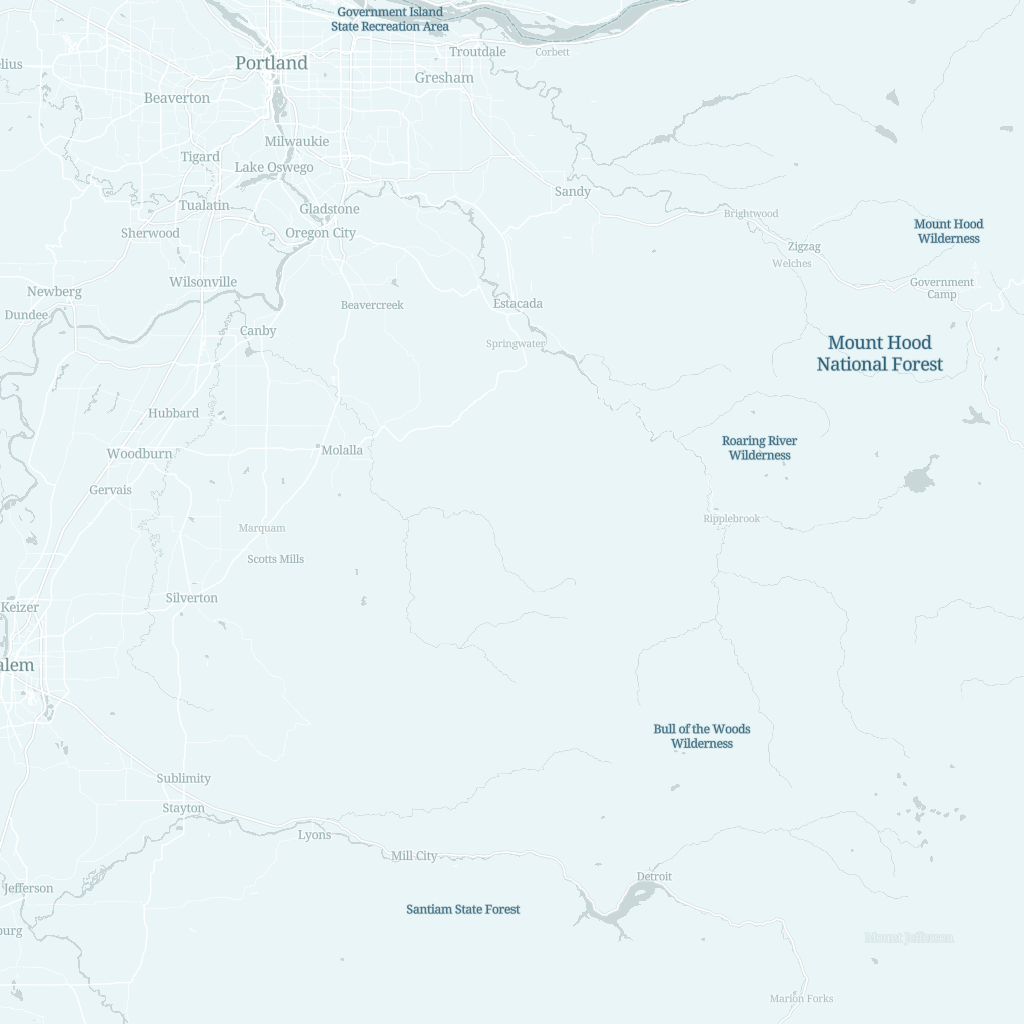 Government Island
State Recreation Area
Troutdale
Corbett
Portland
Gresham
Beaverton
Milwaukie
Tigard
Lake Oswego
Sandy
Tualatin
Gladstone
Brightwood
Sherwood
Oregon City
Mount Hood
Wilderness
Zigzag
Welches
Wilsonville
Government
Camp
Newberg
Estacada
Beavercreek
Dundee
Canby
Springwater
Mount Hood
National Forest
Hubbard
Roaring River
Wilderness
Molalla
Woodburn
Gervais
Ripplebrook
Marquam
Scotts Mills
Silverton
Keizer
alem
Bull of the Woods
Wilderness
Sublimity
Stayton
Lyons
Mill City
Detroit
Jefferson
Santiam State Forest
burg
Mount Jefferson
Marion Forks
lius